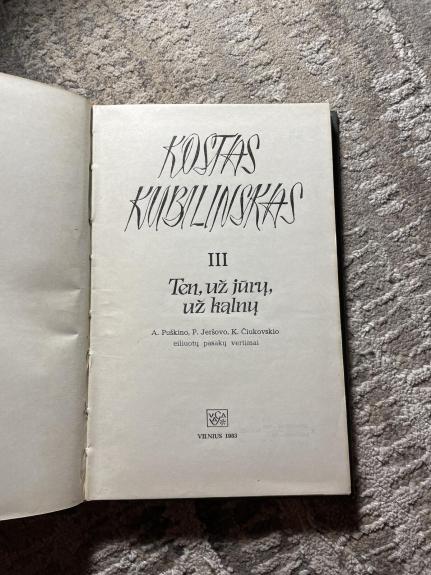 KOSTAS
KUBILINSKAS
III
Ten, už jūrų,
už kalnų
A. Puškino, P. Jeršovo, K. Čiukovskio
eiliuotų pasakų vertimai
VILNIUS 1983